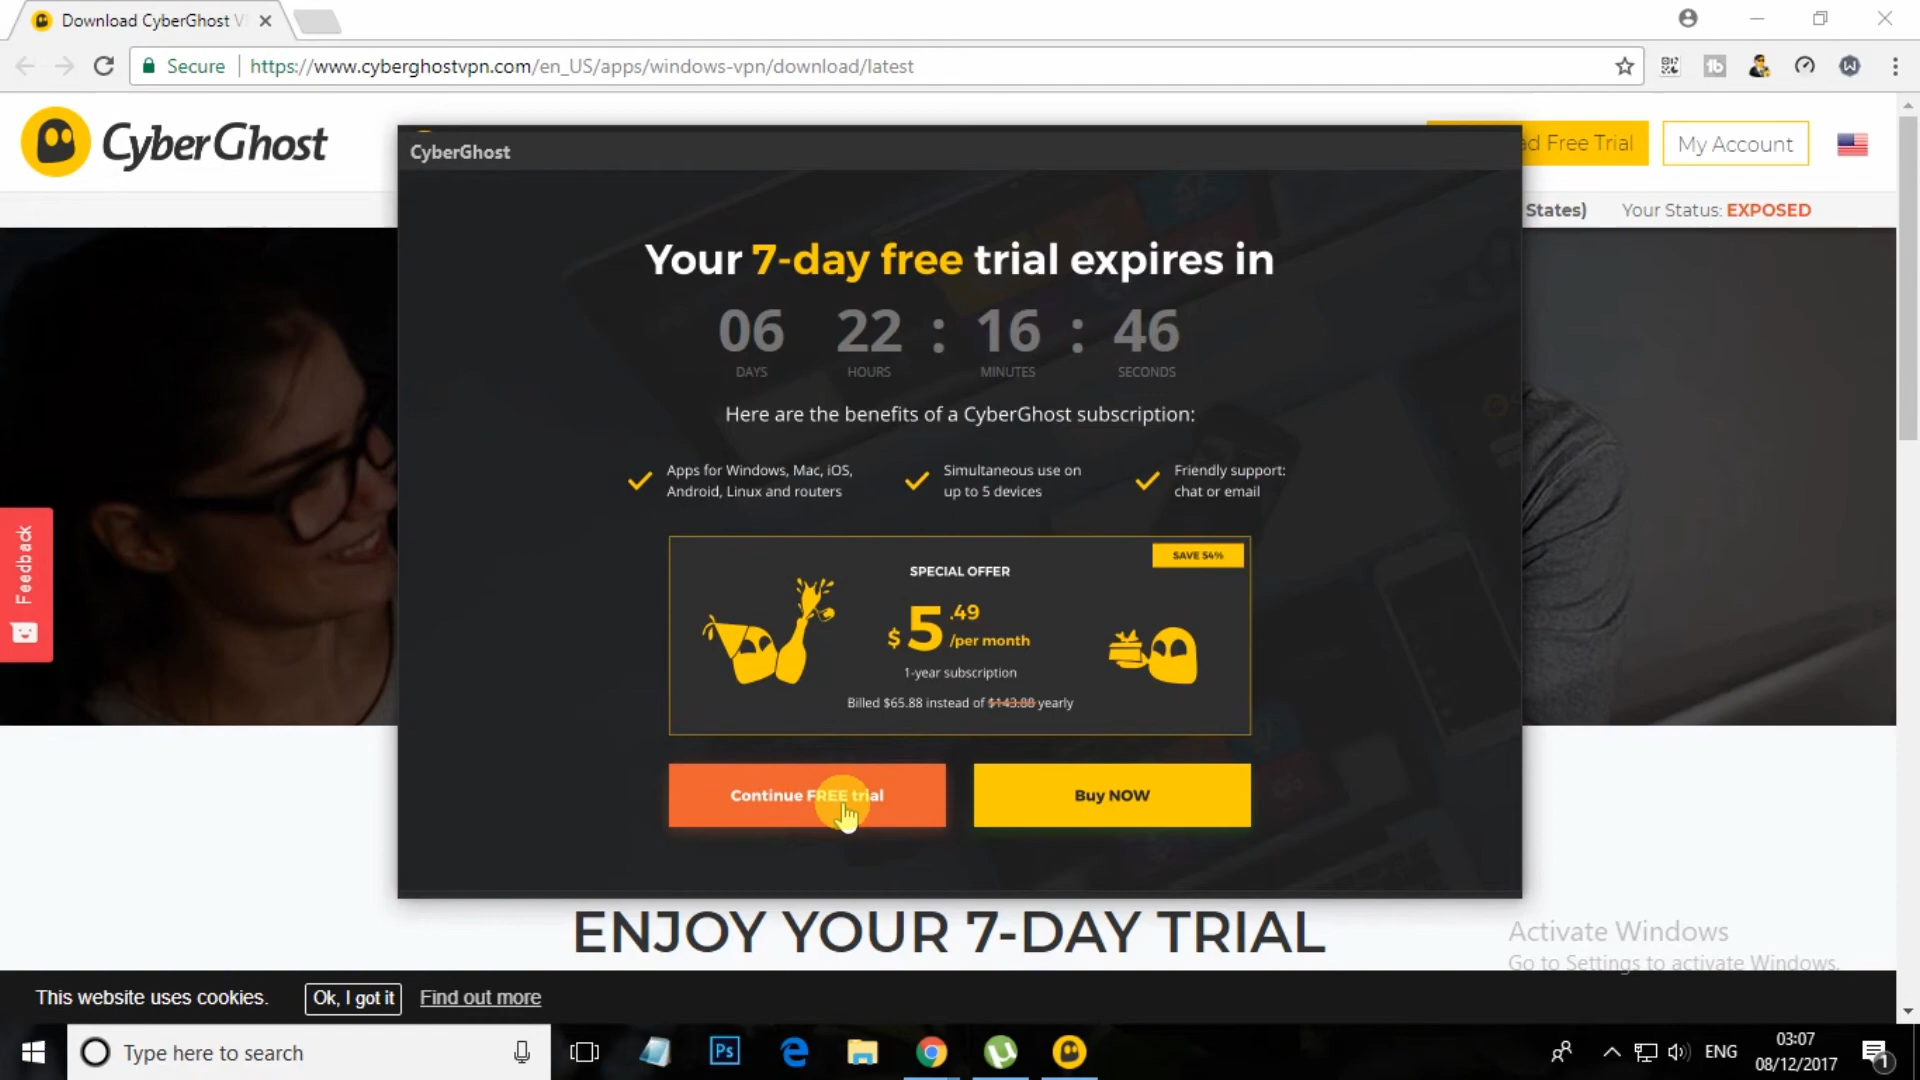 Download CyberGhost V
Secure
https://www.cyberghostvpn.com/en_US/apps/windows-vpn/download/latest
CyberGhost
CyberGhost
ad Free Trial
My Account
States)
Your Status: EXPOSED
Your 7-day free trial expires in
06 22 : 16 : 46
DAYS HOURS MINUTES SECONDS
Here are the benefits of a CyberGhost subscription:
Apps for Windows, Mac, iOS,
Android, Linux and routers
Simultaneous use on
up to 5 devices
Friendly support:
chat or email
Feedback
SAVE 54%
SPECIAL OFFER
$ 5 .49
/per month
1-year subscription
Billed $65.88 instead of $143.88 yearly
Continue FREE trial
Buy NOW
ENJOY YOUR 7-DAY TRIAL
Activate Windows
Go to Settings to activate Windows.
This website uses cookies.
Ok, I got it
Find out more
Type here to search
Ps
ENG
03:07
08/12/2017
1